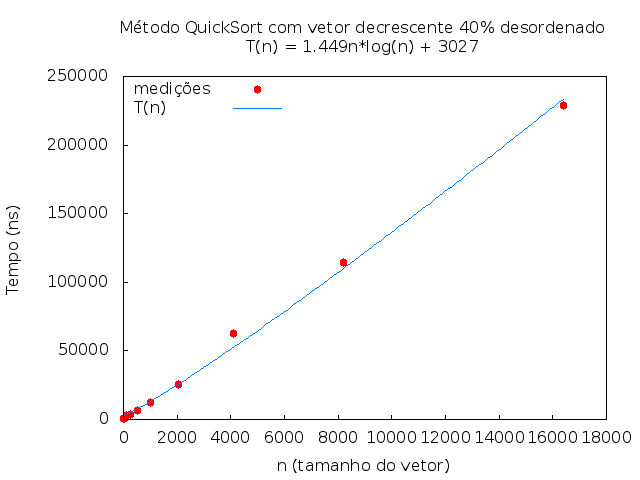 Método QuickSort com vetor decrescente 40% desordenado
T(n) = 1.449n*log(n) + 3027
250000
200000
150000
100000
50000
0
medições
T(n)
Tempo (ns)
0 2000 4000 6000 8000 10000 12000 14000 16000 18000
n (tamanho do vetor)